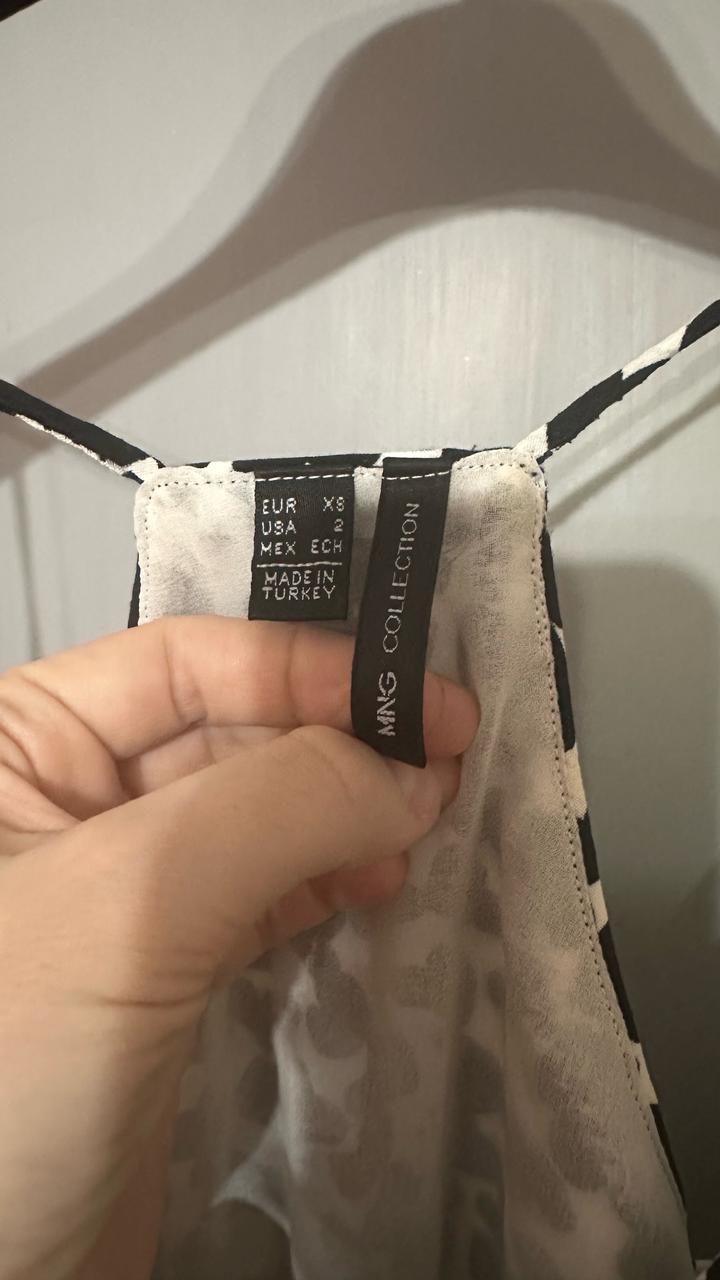 EUR XS
USA 2
MEX ECH
MADE IN
TURKEY
MNG COLLECTION